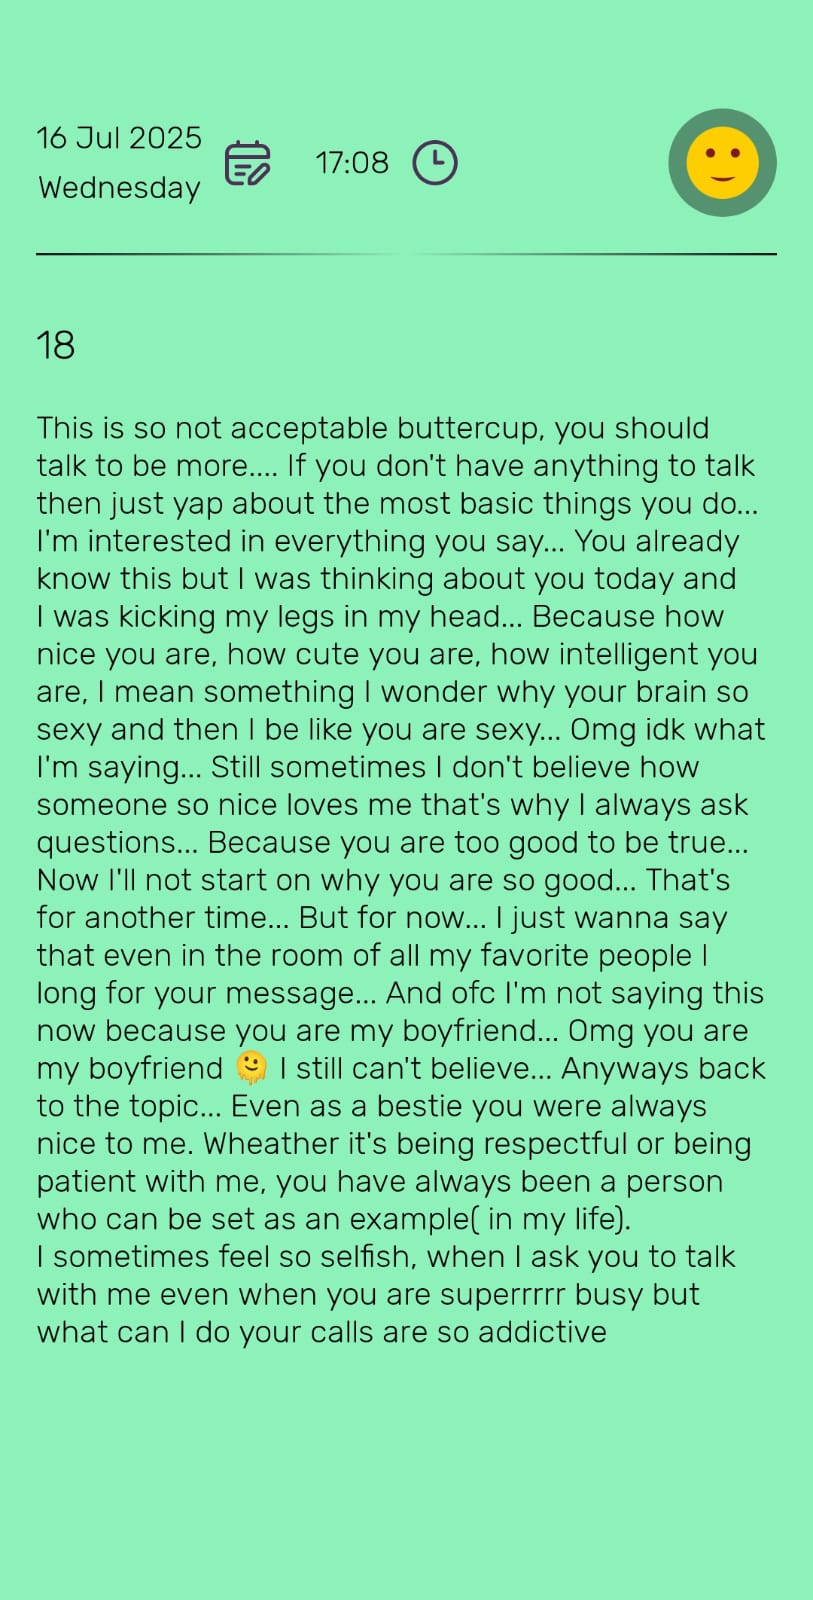 16 Jul 2025
Wednesday
17:08
18
This is so not acceptable buttercup, you should
talk to be more.... If you don't have anything to talk
then just yap about the most basic things you do...
I'm interested in everything you say... You already
know this but I was thinking about you today and
I was kicking my legs in my head... Because how
nice you are, how cute you are, how intelligent you
are, I mean something I wonder why your brain so
sexy and then I be like you are sexy... Omg idk what
I'm saying... Still sometimes I don't believe how
someone so nice loves me that's why I always ask
questions... Because you are too good to be true...
Now I'll not start on why you are so good... That's
for another time... But for now... I just wanna say
that even in the room of all my favorite people I
long for your message... And ofc I'm not saying this
now because you are my boyfriend... Omg you are
my boyfriend 🫠 I still can't believe... Anyways back
to the topic... Even as a bestie you were always
nice to me. Wheather it's being respectful or being
patient with me, you have always been a person
who can be set as an example( in my life).
I sometimes feel so selfish, when I ask you to talk
with me even when you are superrrrr busy but
what can I do your calls are so addictive